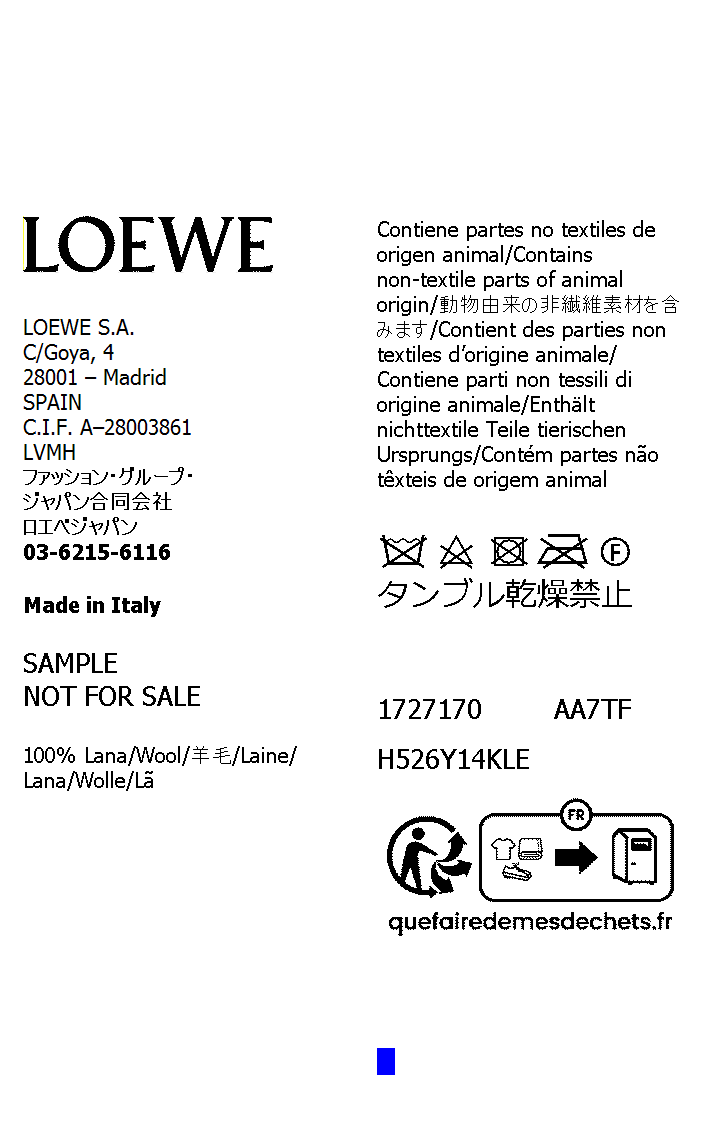 LOEWE
LOEWE S.A.
C/Goya, 4
28001 – Madrid
SPAIN
C.I.F. A–28003861
LVMH
ファッション・グループ・
ジャパン合同会社
ロエベジャパン
03-6215-6116
Made in Italy
SAMPLE
NOT FOR SALE
100% Lana/Wool/羊毛/Laine/
Lana/Wolle/Lã
Contiene partes no textiles de
origen animal/Contains
non-textile parts of animal
origin/動物由来の非繊維素材を含
みます/Contient des parties non
textiles d’origine animale/
Contiene parti non tessili di
origine animale/Enthält
nichttextile Teile tierischen
Ursprungs/Contém partes não
têxteis de origem animal
F
タンブル乾燥禁止
1727170 AA7TF
H526Y14KLE
FR
quefairedemesdechets.fr